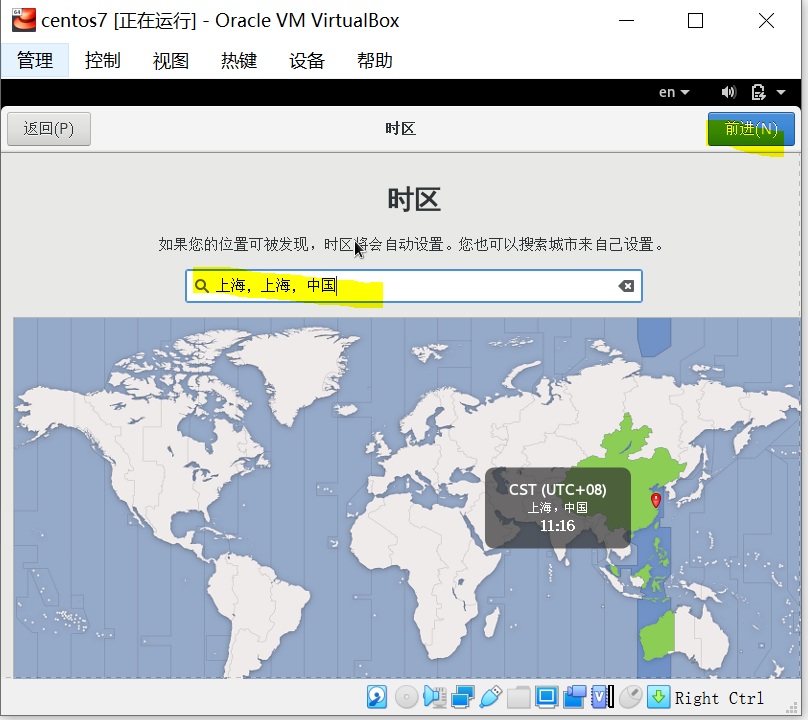 centos7 [正在运行] - Oracle VM VirtualBox
管理 控制 视图 热键 设备 帮助
en
返回(P) 时区 前进(N)
时区
如果您的位置可被发现，时区将会自动设置。您也可以搜索城市来自己设置。
上海，上海，中国
CST (UTC+08)
上海，中国
11:16
Right Ctrl